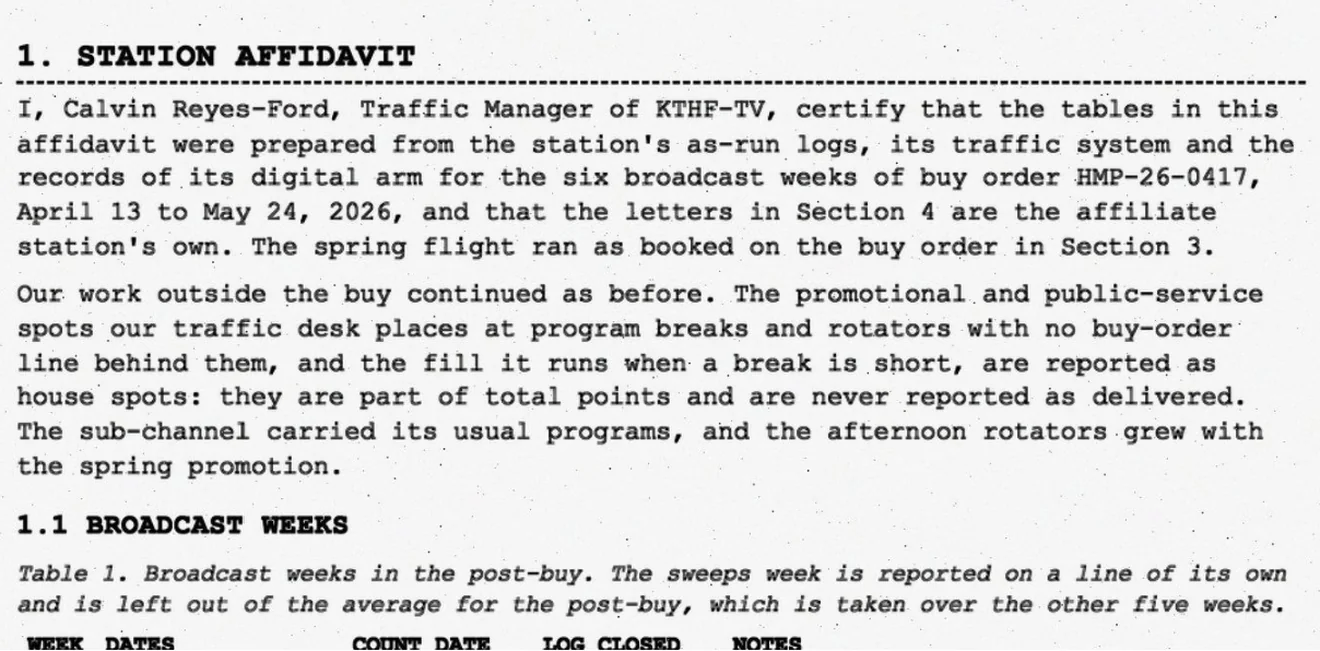 1. STATION AFFIDAVIT
I, Calvin Reyes-Ford, Traffic Manager of KTHF-TV, certify that the tables in this
affidavit were prepared from the station's as-run logs, its traffic system and the
records of its digital arm for the six broadcast weeks of buy order HMP-26-0417,
April 13 to May 24, 2026, and that the letters in Section 4 are the affiliate
station's own. The spring flight ran as booked on the buy order in Section 3.
Our work outside the buy continued as before. The promotional and public-service
spots our traffic desk places at program breaks and rotators with no buy-order
line behind them, and the fill it runs when a break is short, are reported as
house spots: they are part of total points and are never reported as delivered.
The sub-channel carried its usual programs, and the afternoon rotators grew with
the spring promotion.
1.1 BROADCAST WEEKS
Table 1. Broadcast weeks in the post-buy. The sweeps week is reported on a line of its own
and is left out of the average for the post-buy, which is taken over the other five weeks.
WEEK DATES COUNT DATE LOG CLOSED NOTES